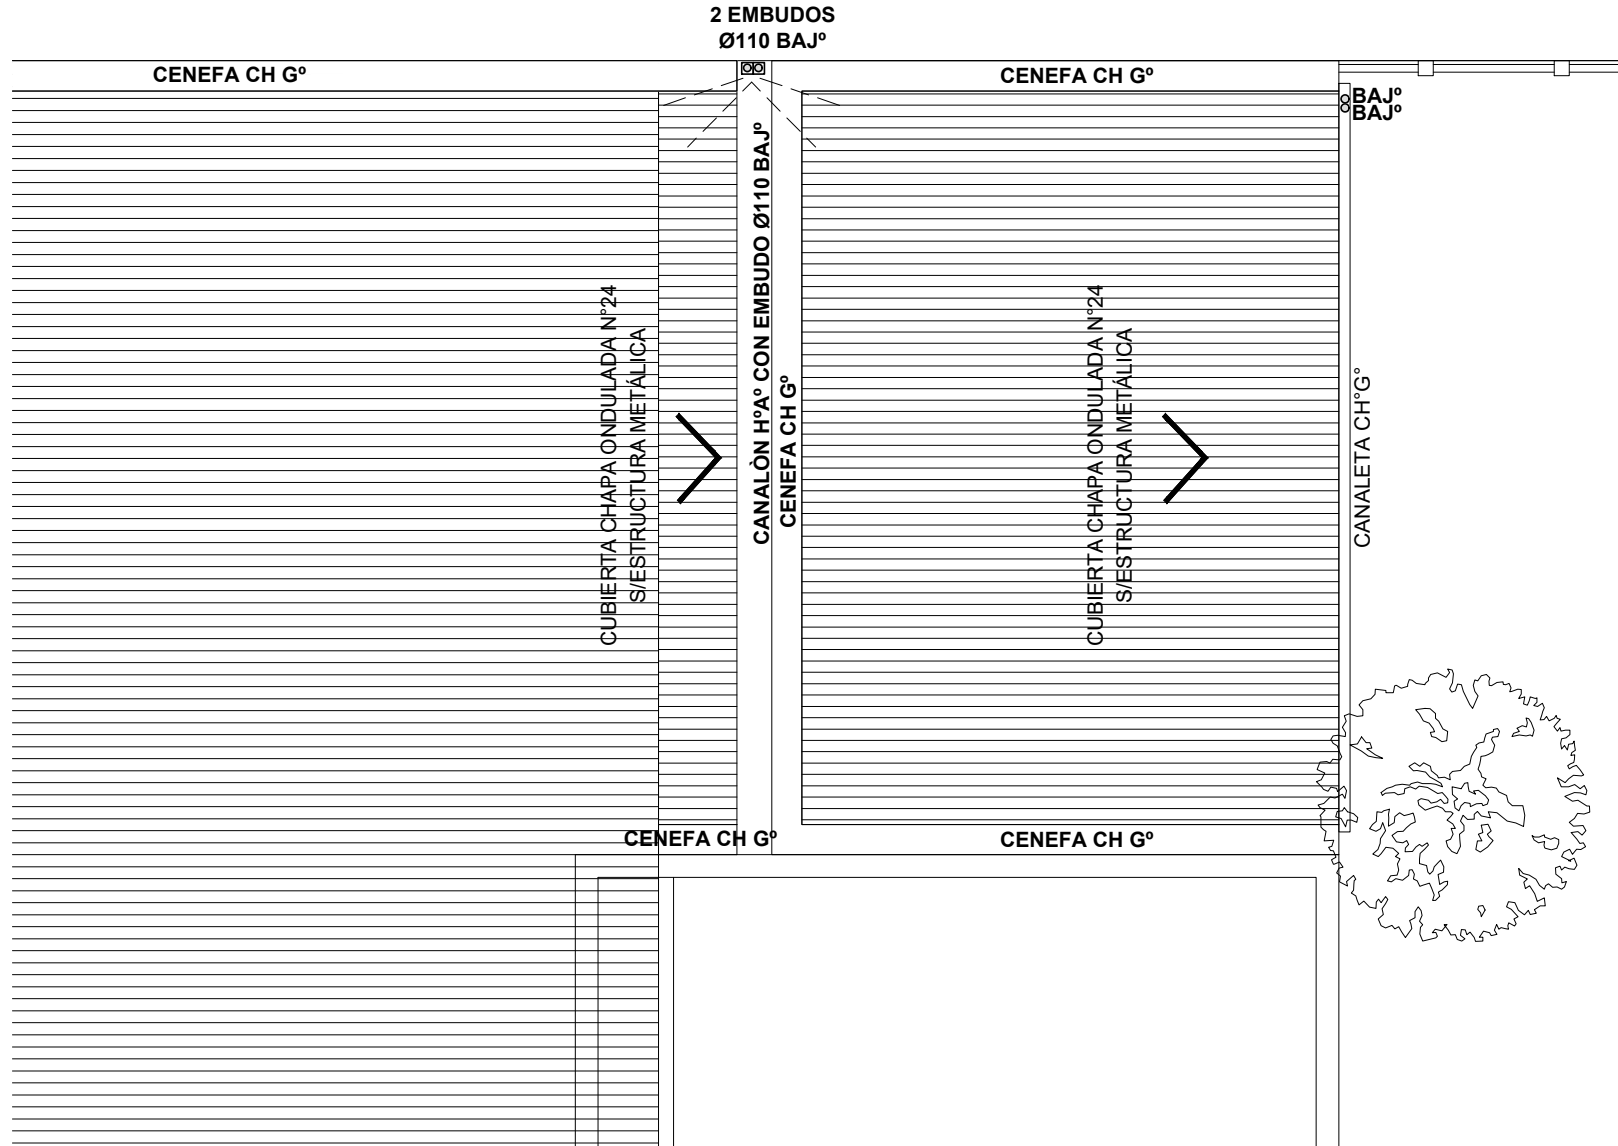 2 EMBUDOS
Ø110 BAJº
CENEFA CH Gº
CENEFA CH Gº
BAJº
BAJº
CUBIERTA CHAPA ONDULADA N°24
S/ESTRUCTURA METÁLICA
CANALÒN HºAº CON EMBUDO Ø110 BAJº
CENEFA CH Gº
CUBIERTA CHAPA ONDULADA N°24
S/ESTRUCTURA METÁLICA
CANALETA CH°G°
CENEFA CH Gº
CENEFA CH Gº